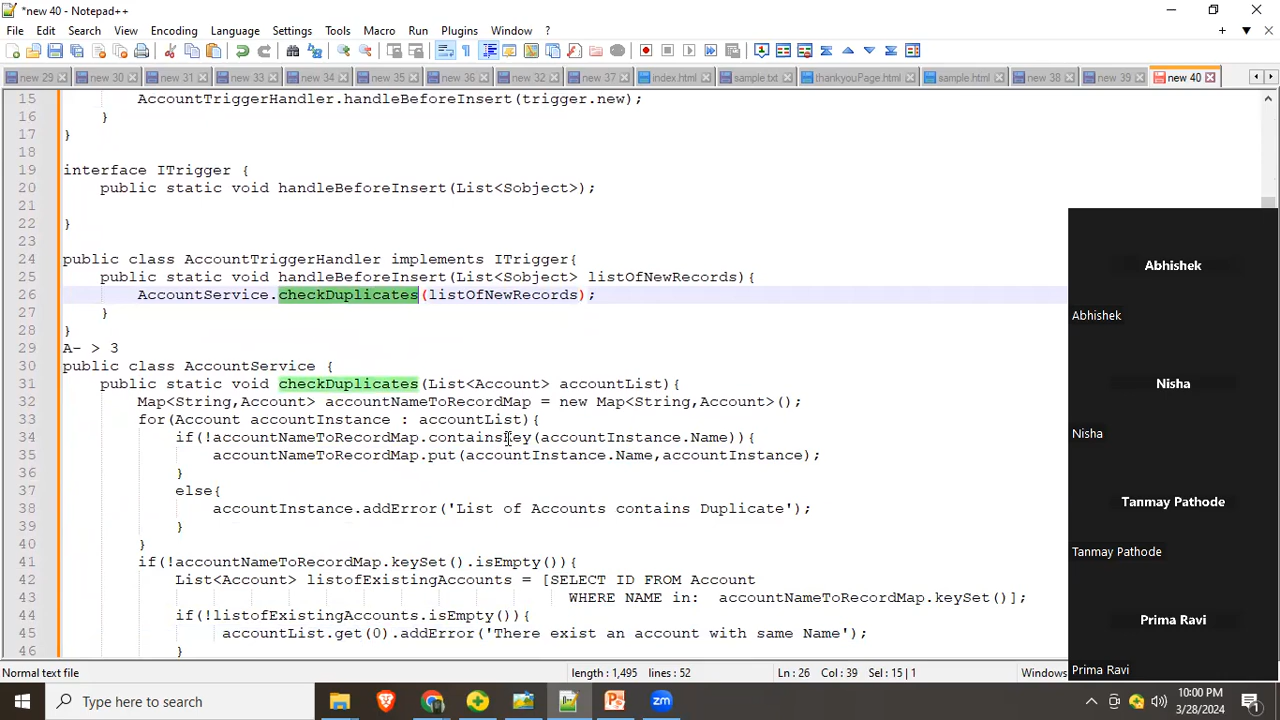 *new 40 - Notepad++
File Edit Search View Encoding Language Settings Tools Macro Run Plugins Window ?
new 29 new 30 new 31 new 33 new 34 new 35 new 36 new 32 new 37 index.html sample.txt thankyouPage.html sample.html new 38 new 39 new 40
15 AccountTriggerHandler.handleBeforeInsert(trigger.new);
16 }
17 }
18
19 interface ITrigger {
20 public static void handleBeforeInsert(List<Sobject>);
21
22 }
23
24 public class AccountTriggerHandler implements ITrigger{
25 public static void handleBeforeInsert(List<Sobject> listOfNewRecords){
26 AccountService.checkDuplicates(listOfNewRecords);
27 }
28 }
29 A- > 3
30 public class AccountService {
31 public static void checkDuplicates(List<Account> accountList){
32 Map<String,Account> accountNameToRecordMap = new Map<String,Account>();
33 for(Account accountInstance : accountList){
34 if(!accountNameToRecordMap.containsKey(accountInstance.Name)){
35 accountNameToRecordMap.put(accountInstance.Name,accountInstance);
36 }
37 else{
38 accountInstance.addError('List of Accounts contains Duplicate');
39 }
40 }
41 if(!accountNameToRecordMap.keySet().isEmpty()){
42 List<Account> listofExistingAccounts = [SELECT ID FROM Account
43 WHERE NAME in: accountNameToRecordMap.keySet()];
44 if(!listofExistingAccounts.isEmpty()){
45 accountList.get(0).addError('There exist an account with same Name');
46 }
Abhishek
Abhishek
Nisha
Nisha
Tanmay Pathode
Tanmay Pathode
Prima Ravi
Prima Ravi
Normal text file length : 1,495 lines : 52 Ln : 26 Col : 39 Sel : 15 | 1 Windows
Type here to search
10:00 PM
3/28/2024